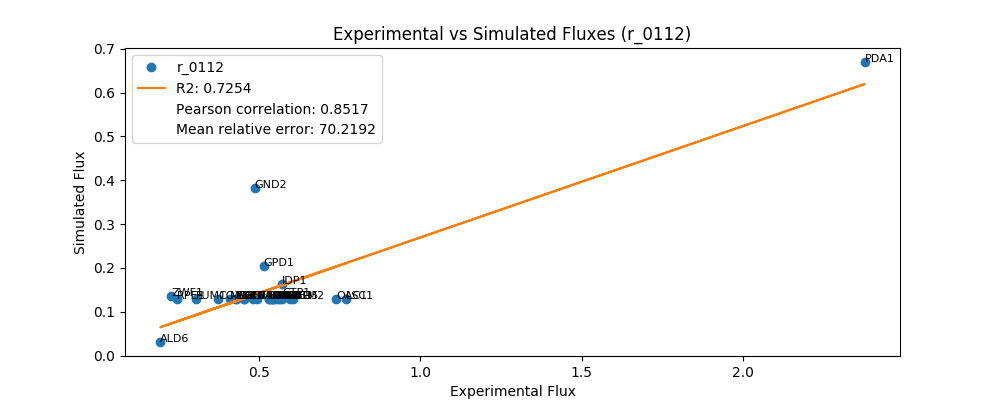 Experimental vs Simulated Fluxes (r_0112)
r_0112
R2: 0.7254
Pearson correlation: 0.8517
Mean relative error: 70.2192
Simulated Flux
0.7
0.6
0.5
0.4
0.3
0.2
0.1
0.0
PDA1
GND2
GPD1
IDP1
CTP1
ZWF1
ALD6
0.5
1.0
1.5
2.0
Experimental Flux